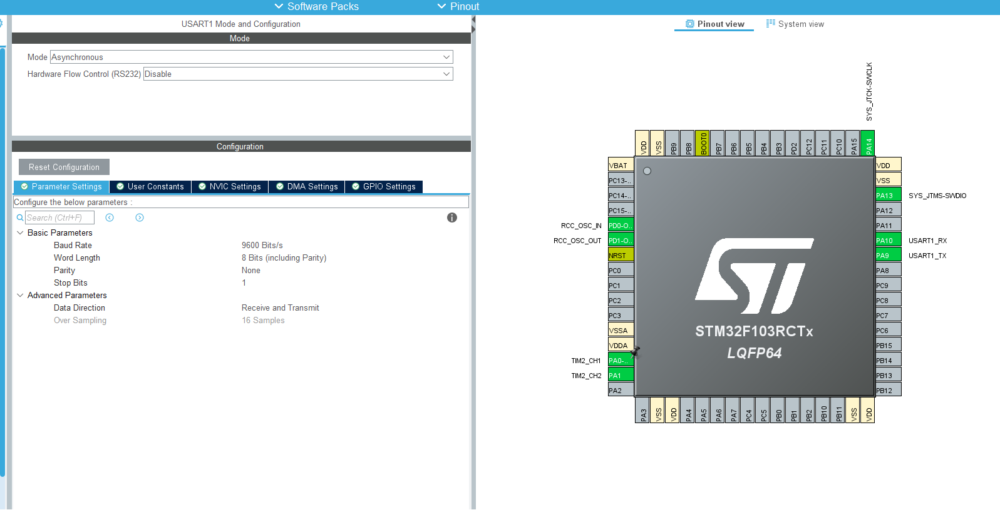 Software Packs
Pinout
USART1 Mode and Configuration
Mode
Mode Asynchronous
Hardware Flow Control (RS232) Disable
Configuration
Reset Configuration
Parameter Settings
User Constants
NVIC Settings
DMA Settings
GPIO Settings
Configure the below parameters :
Search (Ctrl+F)
Basic Parameters
Baud Rate 9600 Bits/s
Word Length 8 Bits (including Parity)
Parity None
Stop Bits 1
Advanced Parameters
Data Direction Receive and Transmit
Over Sampling 16 Samples
Pinout view
System view
SYS_JTCK-SWCLK
VDD
VSS
PB9
PB8
BOOT0
PB7
PB6
PB5
PB4
PB3
PD2
PC12
PC11
PC10
PA15
PA14
VBAT
PC13-..
PC14-..
PC15-..
RCC_OSC_IN PD0-O..
RCC_OSC_OUT PD1-O..
NRST
PC0
PC1
PC2
PC3
VSSA
VDDA
TIM2_CH1 PA0-..
TIM2_CH2 PA1
PA2
STM32F103RCTx
LQFP64
VDD
VSS
PA13 SYS_JTMS-SWDIO
PA12
PA11
PA10 USART1_RX
PA9 USART1_TX
PA8
PC9
PC8
PC7
PC6
PB15
PB14
PB13
PB12
PA3
VSS
VDD
PA4
PA5
PA6
PA7
PC4
PC5
PB0
PB1
PB2
PB10
PB11
VSS
VDD